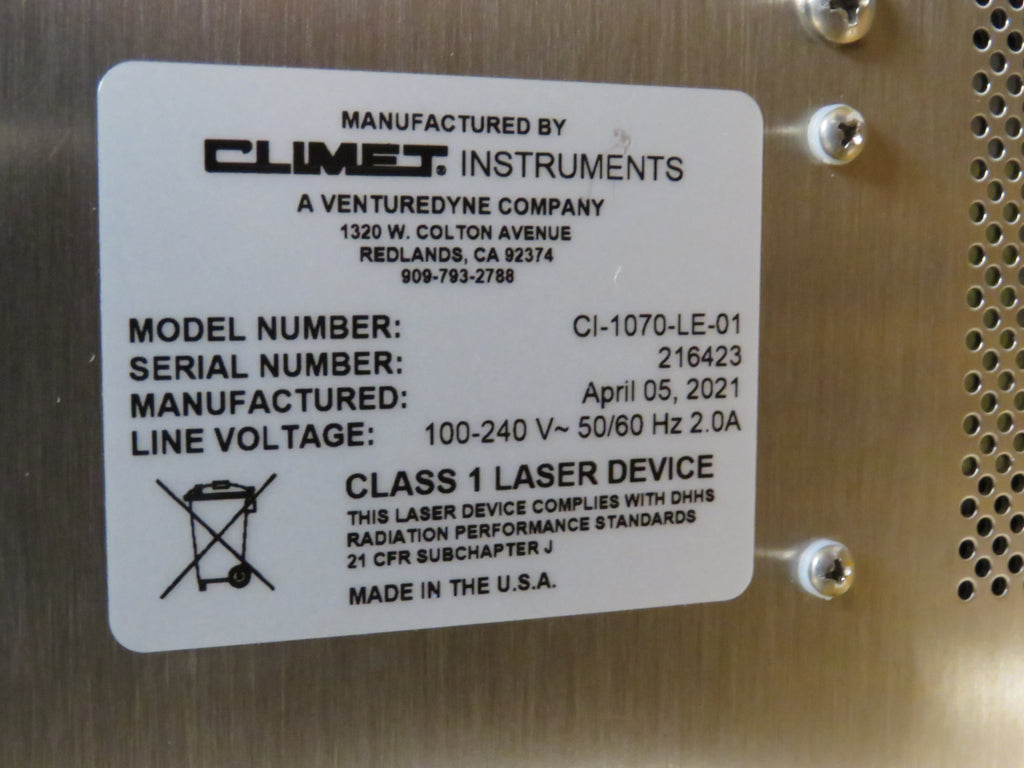 MANUFACTURED BY
CLIMET® INSTRUMENTS
A VENTUREDYNE COMPANY
1320 W. COLTON AVENUE
REDLANDS, CA 92374
909-793-2788
MODEL NUMBER: CI-1070-LE-01
SERIAL NUMBER: 216423
MANUFACTURED: April 05, 2021
LINE VOLTAGE: 100-240 V~ 50/60 Hz 2.0A
CLASS 1 LASER DEVICE
THIS LASER DEVICE COMPLIES WITH DHHS
RADIATION PERFORMANCE STANDARDS
21 CFR SUBCHAPTER J
MADE IN THE U.S.A.